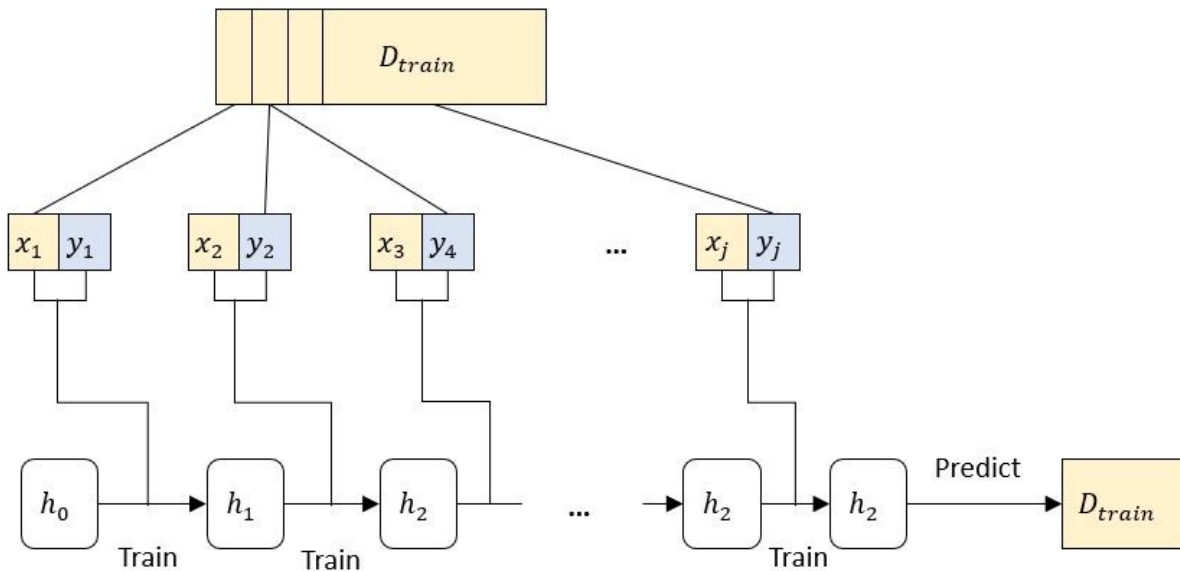 D_train
x_1 y_1 x_2 y_2 x_3 y_4 ... x_j y_j
Predict
h_0 h_1 h_2 ... h_2 h_2 D_train
Train Train Train